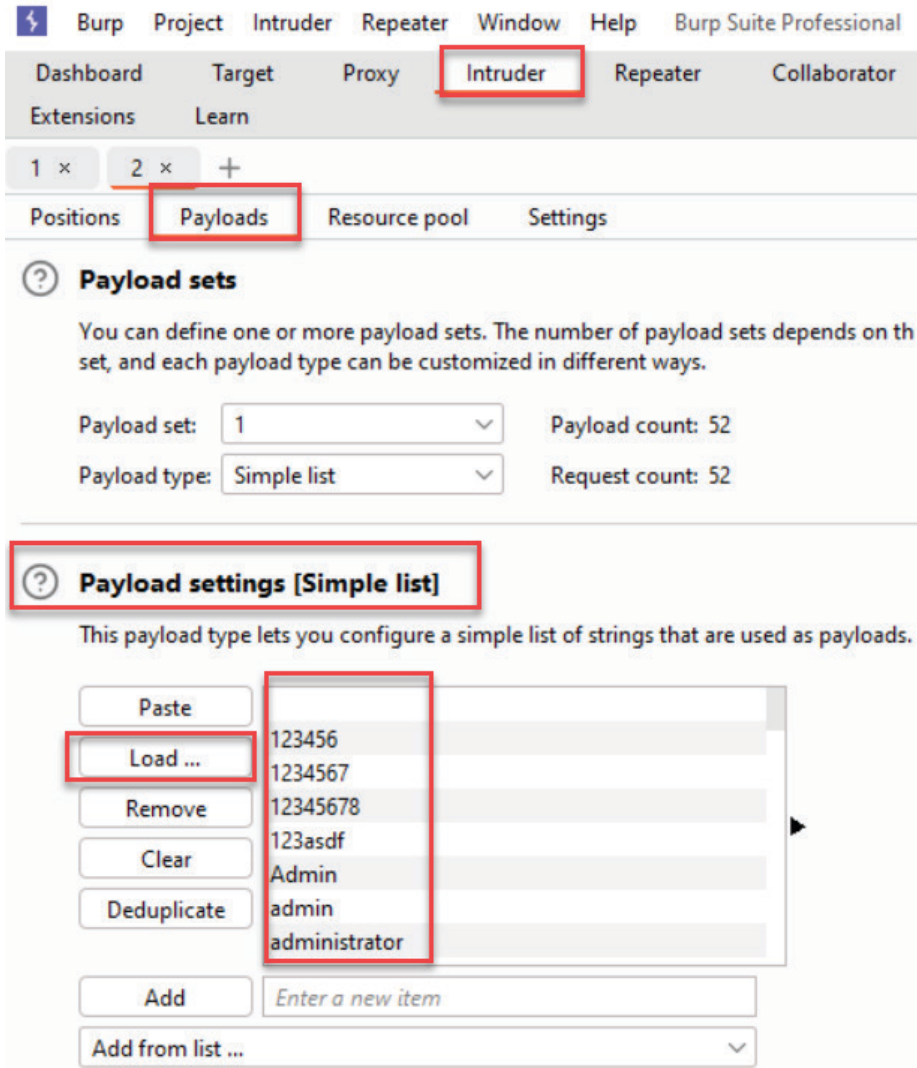 Burp Project Intruder Repeater Window Help Burp Suite Professional
Dashboard Target Proxy Intruder Repeater Collaborator
Extensions Learn
1 × 2 × +
Positions Payloads Resource pool Settings
? Payload sets
You can define one or more payload sets. The number of payload sets depends on th
set, and each payload type can be customized in different ways.
Payload set: 1 Payload count: 52
Payload type: Simple list Request count: 52
? Payload settings [Simple list]
This payload type lets you configure a simple list of strings that are used as payloads.
Paste
Load ...
Remove
Clear
Deduplicate
123456
1234567
12345678
123asdf
Admin
admin
administrator
Add Enter a new item
Add from list ...